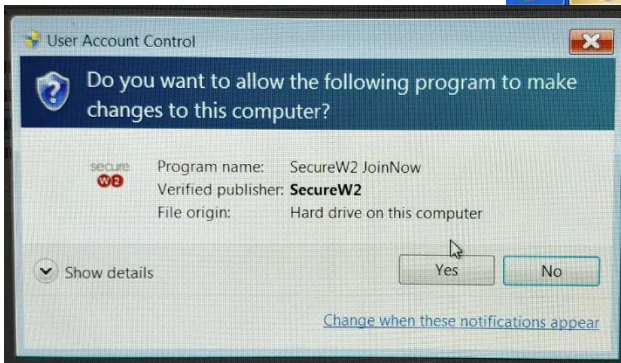 User Account Control
Do you want to allow the following program to make
changes to this computer?
secure
W2
Program name: SecureW2 JoinNow
Verified publisher: SecureW2
File origin: Hard drive on this computer
Show details
Yes
No
Change when these notifications appear